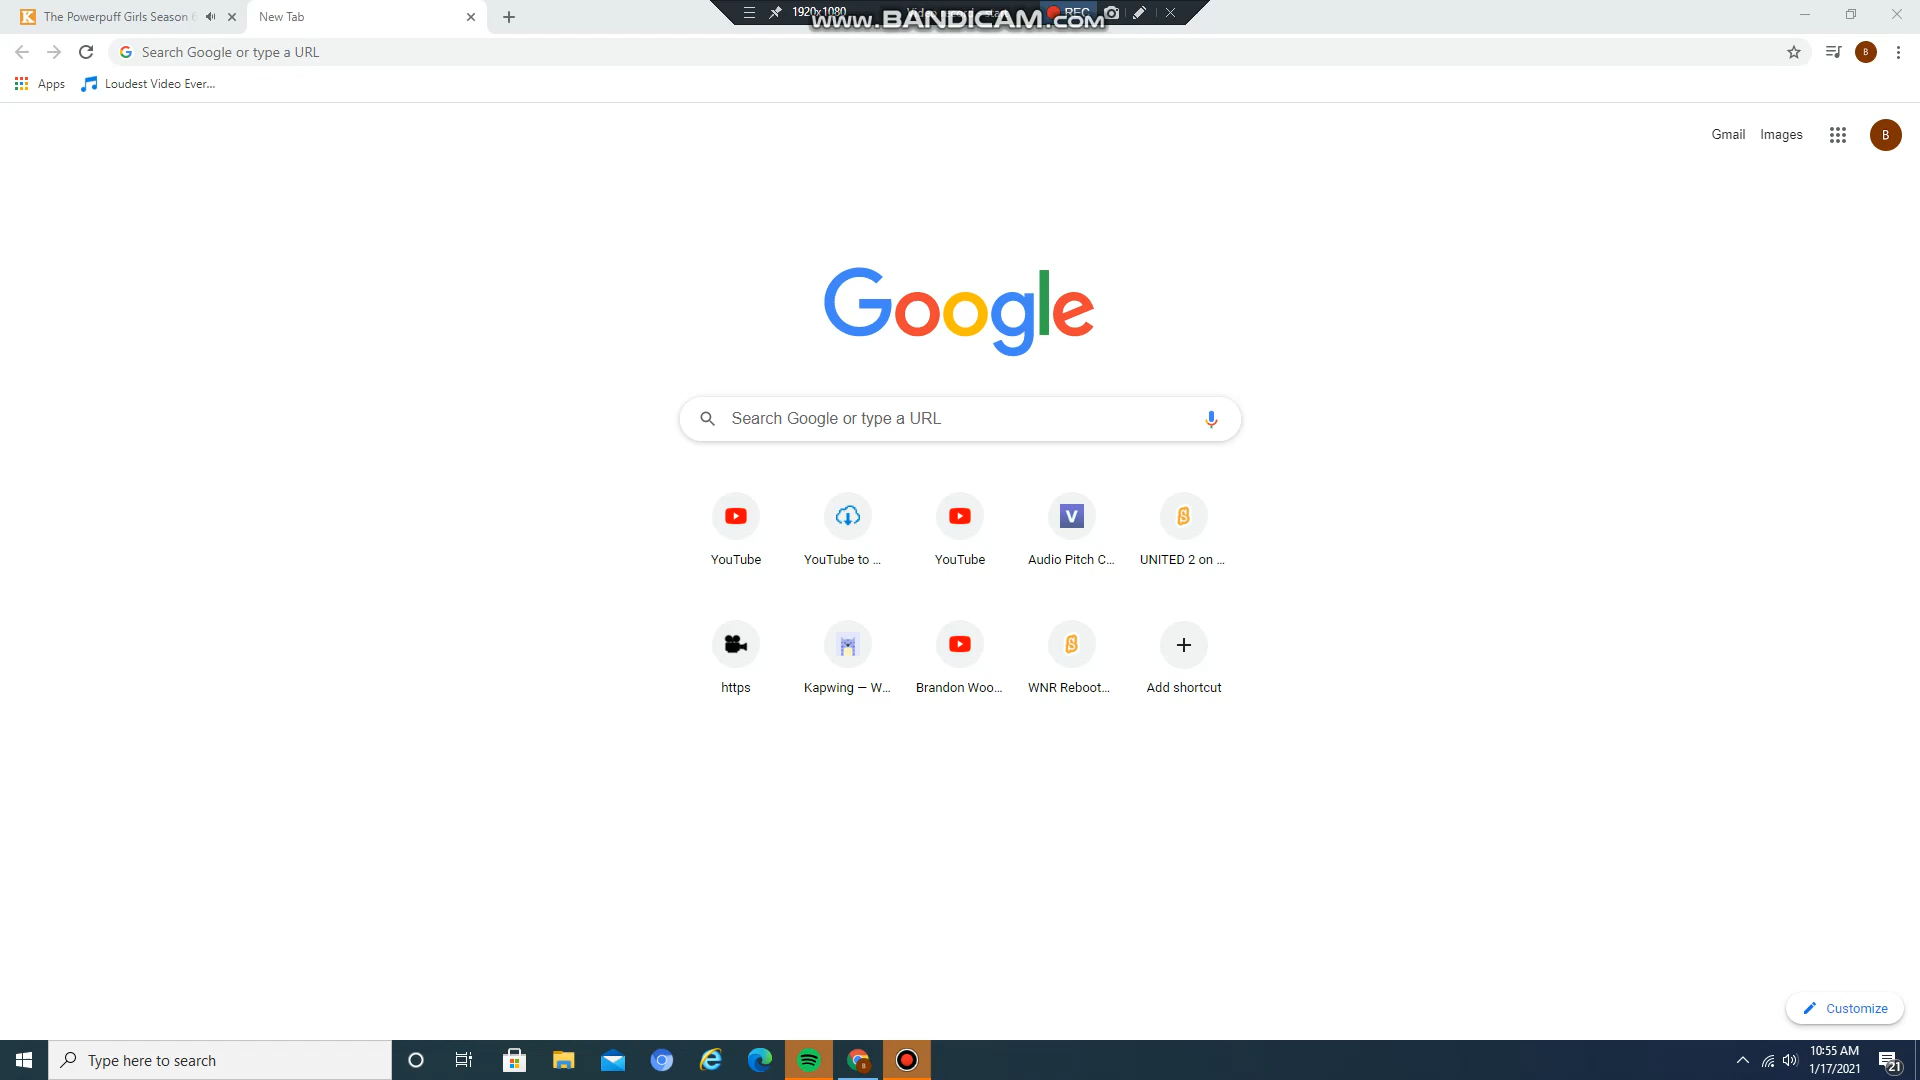 The Powerpuff Girls Season
New Tab
1920x1080
www.BANDICAM.com
REC
Search Google or type a URL
B
Apps
Loudest Video Ever...
Gmail
Images
B
Google
Search Google or type a URL
YouTube
YouTube to ...
YouTube
Audio Pitch C...
UNITED 2 on ...
https
Kapwing — W...
Brandon Woo...
WNR Reboot...
Add shortcut
Customize
Type here to search
10:55 AM
1/17/2021
21